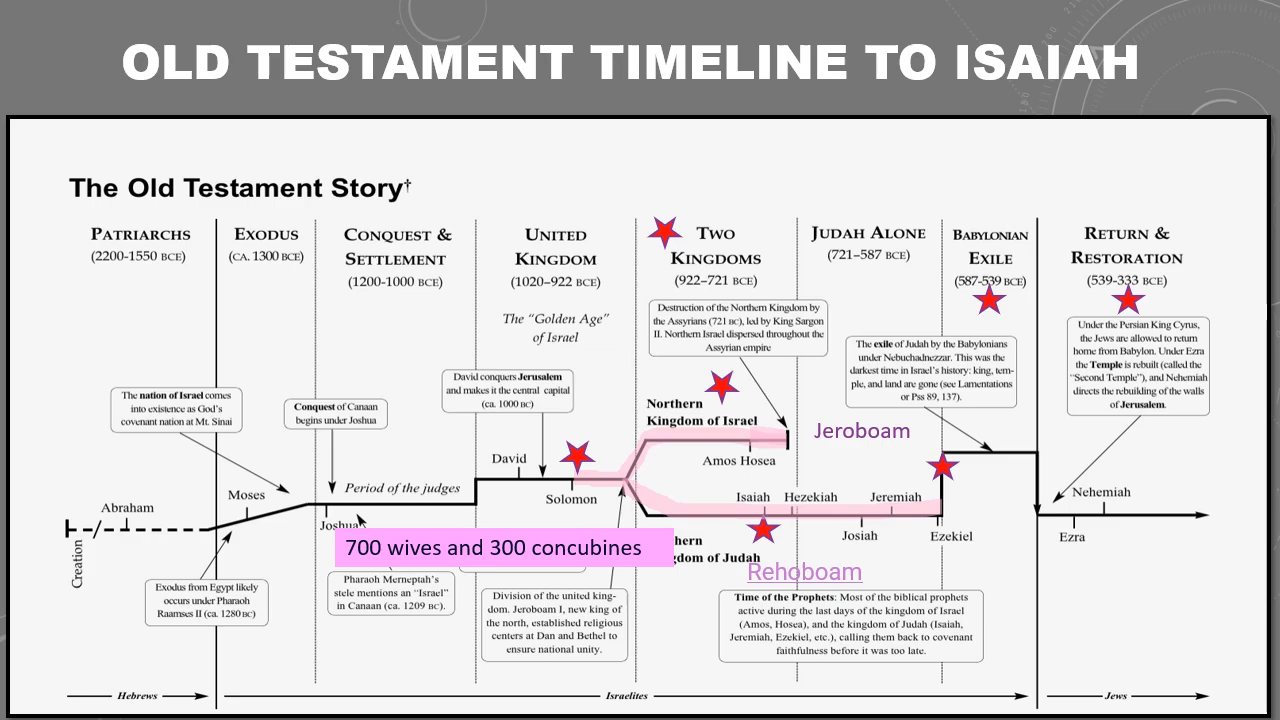 OLD TESTAMENT TIMELINE TO ISAIAH
The Old Testament Story†
PATRIARCHS
(2200-1550 BCE)
EXODUS
(CA. 1300 BCE)
CONQUEST &
SETTLEMENT
(1200-1000 BCE)
UNITED
KINGDOM
(1020–922 BCE)
The “Golden Age”
of Israel
TWO
KINGDOMS
(922–721 BCE)
JUDAH ALONE
(721–587 BCE)
BABYLONIAN
EXILE
(587-539 BCE)
RETURN &
RESTORATION
(539-333 BCE)
Destruction of the Northern Kingdom by
the Assyrians (721 BC), led by King Sargon
II. Northern Israel dispersed throughout the
Assyrian empire
The exile of Judah by the Babylonians
under Nebuchadnezzar. This was the
darkest time in Israel’s history: king, tem-
ple, and land are gone (see Lamentations
or Pss 89, 137).
Under the Persian King Cyrus,
the Jews are allowed to return
home from Babylon. Under Ezra
the Temple is rebuilt (called the
“Second Temple”), and Nehemiah
directs the rebuilding of the walls
of Jerusalem.
The nation of Israel comes
into existence as God’s
covenant nation at Mt. Sinai
Conquest of Canaan
begins under Joshua
David conquers Jerusalem
and makes it the central capital
(ca. 1000 BC)
Northern
Kingdom of Israel
Jeroboam
Amos Hosea
David
Solomon
Period of the judges
Moses
Abraham
Joshua
Creation
Isaiah
Hezekiah
Jeremiah
Josiah
Ezekiel
Nehemiah
Ezra
700 wives and 300 concubines
hern
gdom of Judah
Rehoboam
Exodus from Egypt likely
occurs under Pharaoh
Raamses II (ca. 1280 BC)
Pharaoh Merneptah’s
stele mentions an “Israel”
in Canaan (ca. 1209 BC).
Division of the united king-
dom. Jeroboam I, new king of
the north, established religious
centers at Dan and Bethel to
ensure national unity.
Time of the Prophets: Most of the biblical prophets
active during the last days of the kingdom of Israel
(Amos, Hosea), and the kingdom of Judah (Isaiah,
Jeremiah, Ezekiel, etc.), calling them back to covenant
faithfulness before it was too late.
Hebrews
Israelites
Jews